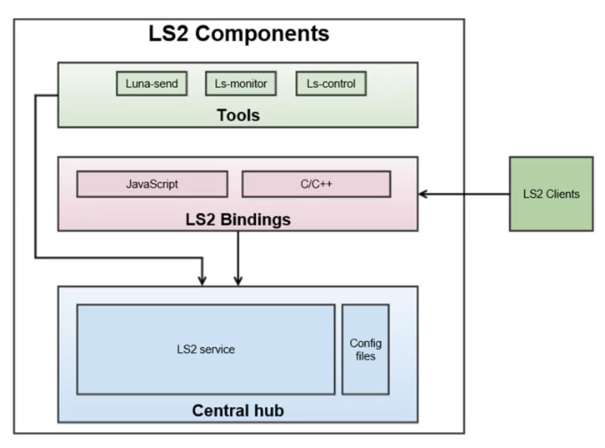 LS2 Components
Luna-send
Ls-monitor
Ls-control
Tools
JavaScript
C/C++
LS2 Bindings
LS2 Clients
LS2 service
Config
files
Central hub